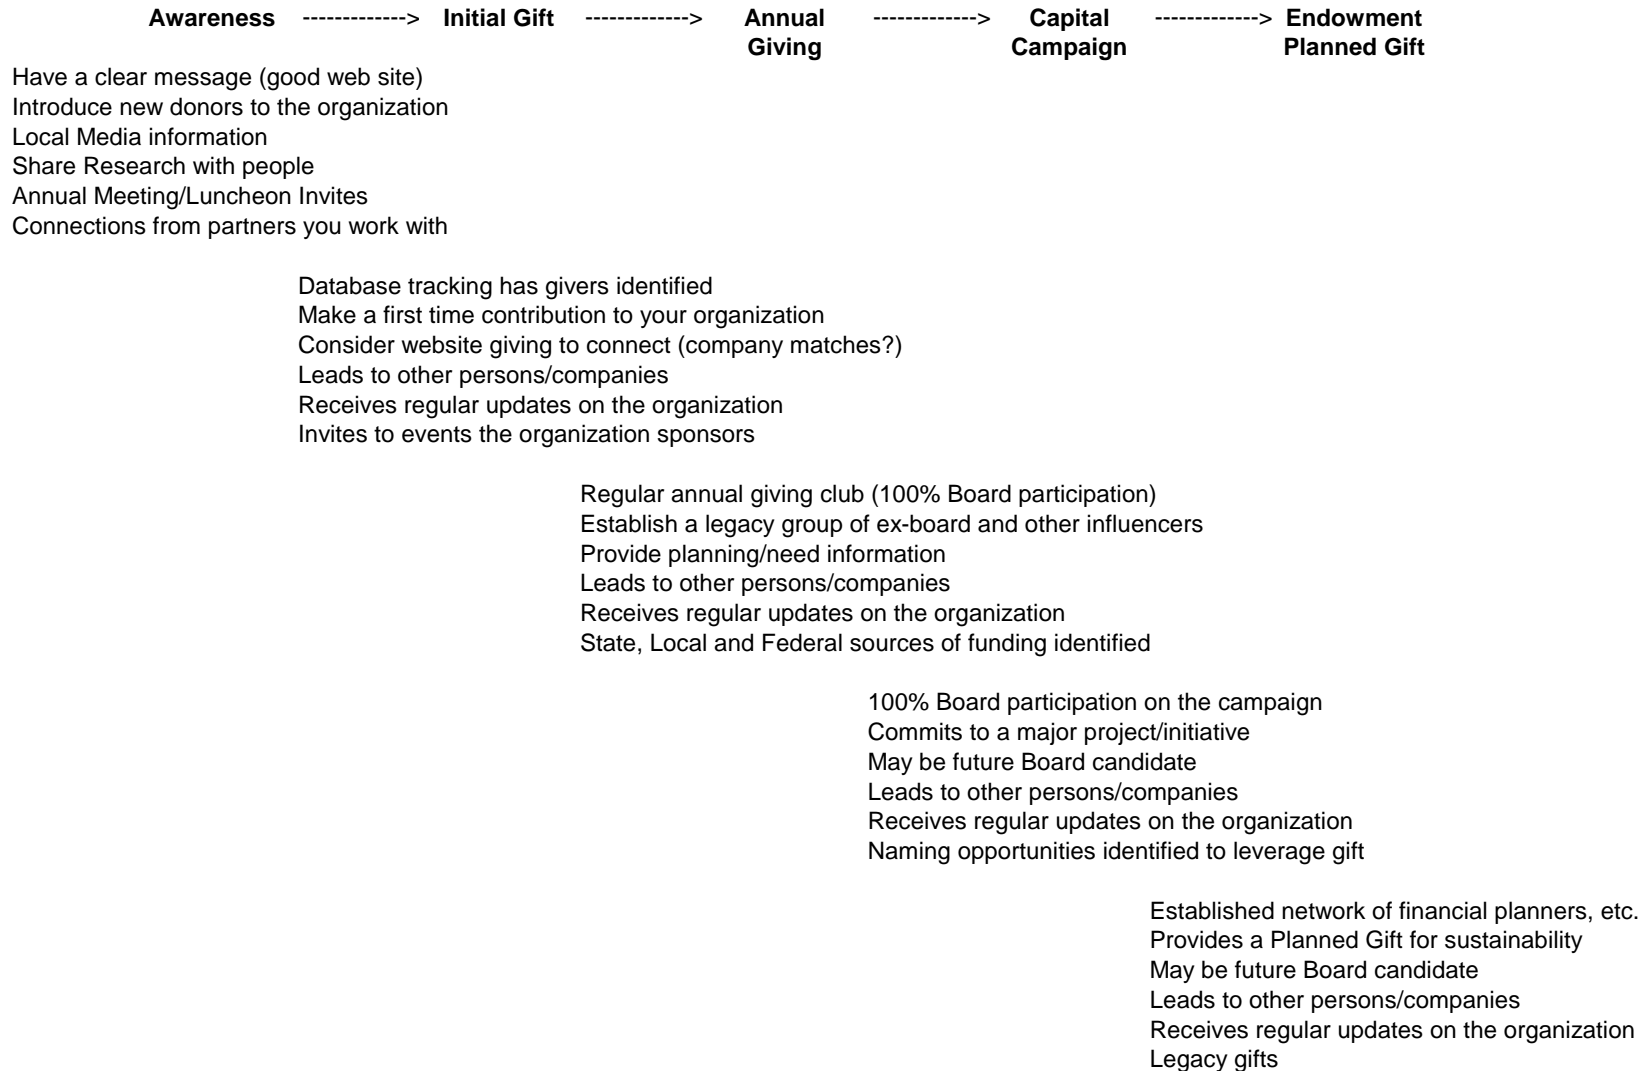 Awareness -------------> Initial Gift -------------> Annual -------------> Capital -------------> Endowment
Giving Campaign Planned Gift
Have a clear message (good web site)
Introduce new donors to the organization
Local Media information
Share Research with people
Annual Meeting/Luncheon Invites
Connections from partners you work with
Database tracking has givers identified
Make a first time contribution to your organization
Consider website giving to connect (company matches?)
Leads to other persons/companies
Receives regular updates on the organization
Invites to events the organization sponsors
Regular annual giving club (100% Board participation)
Establish a legacy group of ex-board and other influencers
Provide planning/need information
Leads to other persons/companies
Receives regular updates on the organization
State, Local and Federal sources of funding identified
100% Board participation on the campaign
Commits to a major project/initiative
May be future Board candidate
Leads to other persons/companies
Receives regular updates on the organization
Naming opportunities identified to leverage gift
Established network of financial planners, etc.
Provides a Planned Gift for sustainability
May be future Board candidate
Leads to other persons/companies
Receives regular updates on the organization
Legacy gifts